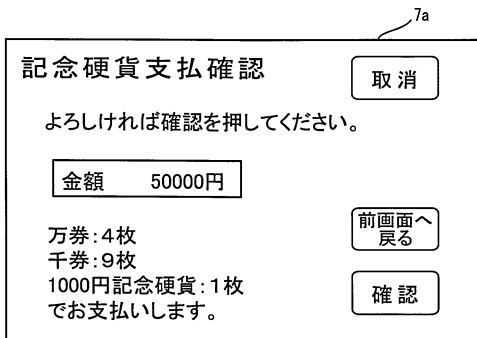 7a
記念硬貨支払確認
取消
よろしければ確認を押してください。
金額 50000円
前画面へ
戻る
万券:4枚
千券:9枚
1000円記念硬貨:1枚
でお支払いします。
確認